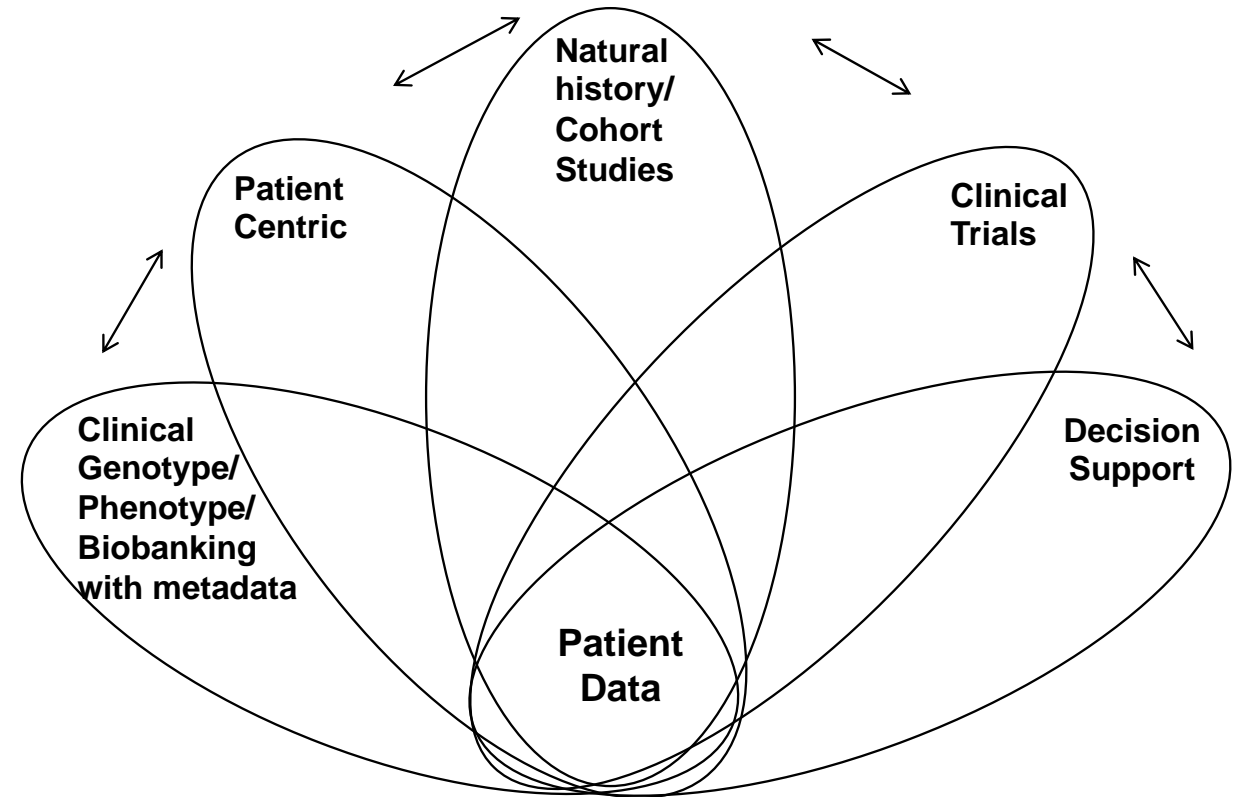 Natural
history/
Cohort
Studies
Patient
Centric
Clinical
Trials
Clinical
Genotype/
Phenotype/
Biobanking
with metadata
Decision
Support
Patient
Data